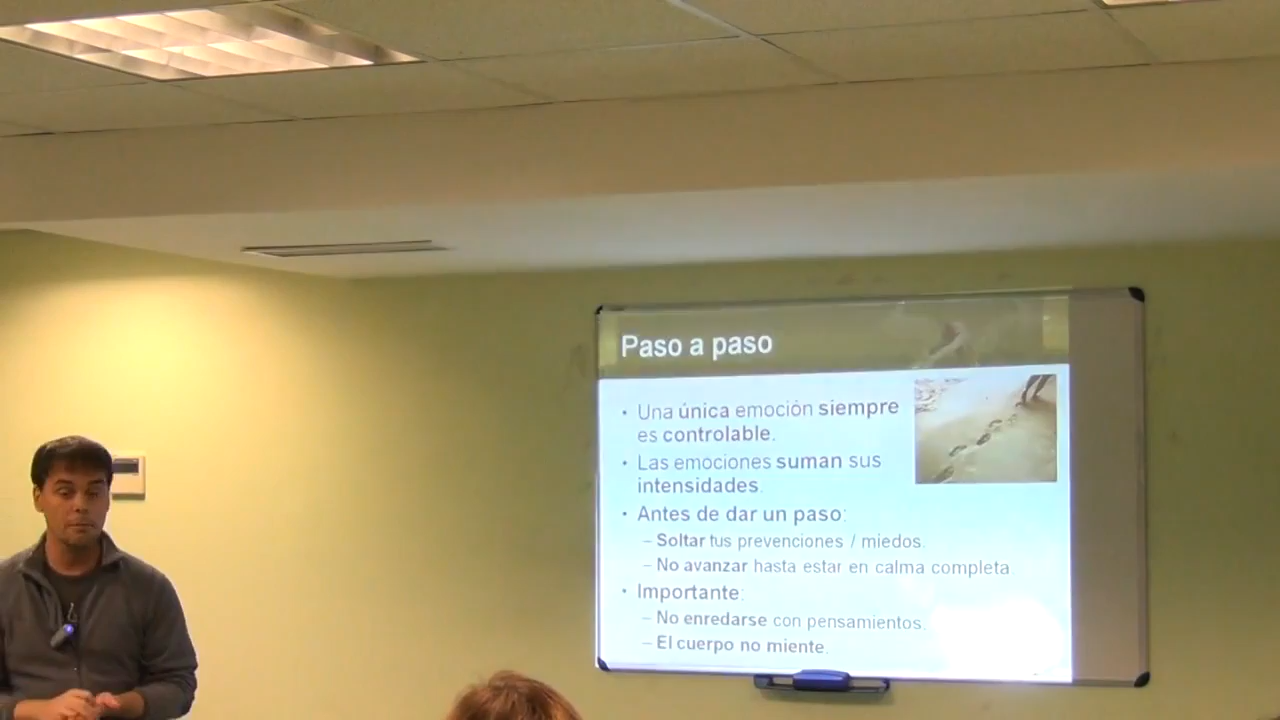 Paso a paso
• Una única emoción siempre
es controlable.
• Las emociones suman sus
intensidades.
• Antes de dar un paso:
– Soltar tus prevenciones / miedos.
– No avanzar hasta estar en calma completa.
• Importante:
– No enredarse con pensamientos.
– El cuerpo no miente.